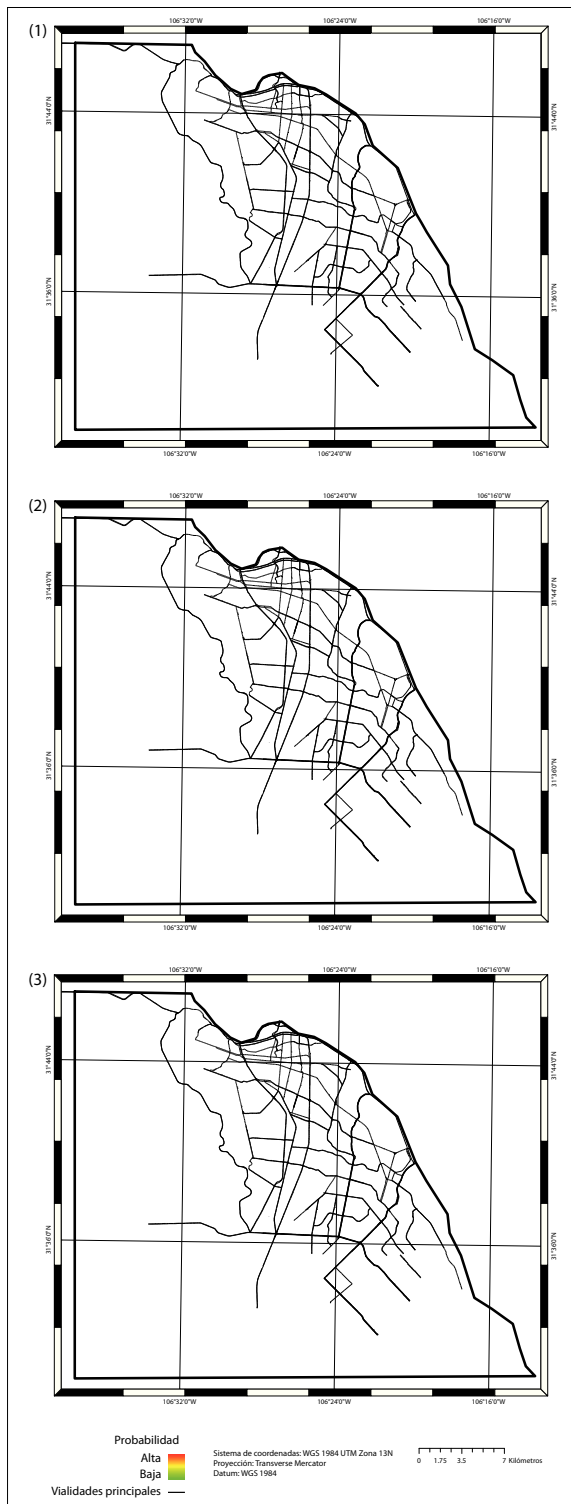 (1)
106°32'0"W 106°24'0"W 106°16'0"W
31°44'0"N 31°44'0"N
31°36'0"N 31°36'0"N
106°32'0"W 106°24'0"W 106°16'0"W
(2)
106°32'0"W 106°24'0"W 106°16'0"W
31°44'0"N 31°44'0"N
31°36'0"N 31°36'0"N
106°32'0"W 106°24'0"W 106°16'0"W
(3)
106°32'0"W 106°24'0"W 106°16'0"W
31°44'0"N 31°44'0"N
31°36'0"N 31°36'0"N
106°32'0"W 106°24'0"W 106°16'0"W
Probabilidad
Alta
Baja
Vialidades principales
Sistema de coordenadas: WGS 1984 UTM Zona 13N
Proyección: Transverse Mercator
Datum: WGS 1984
0 1.75 3.5 7 Kilómetros